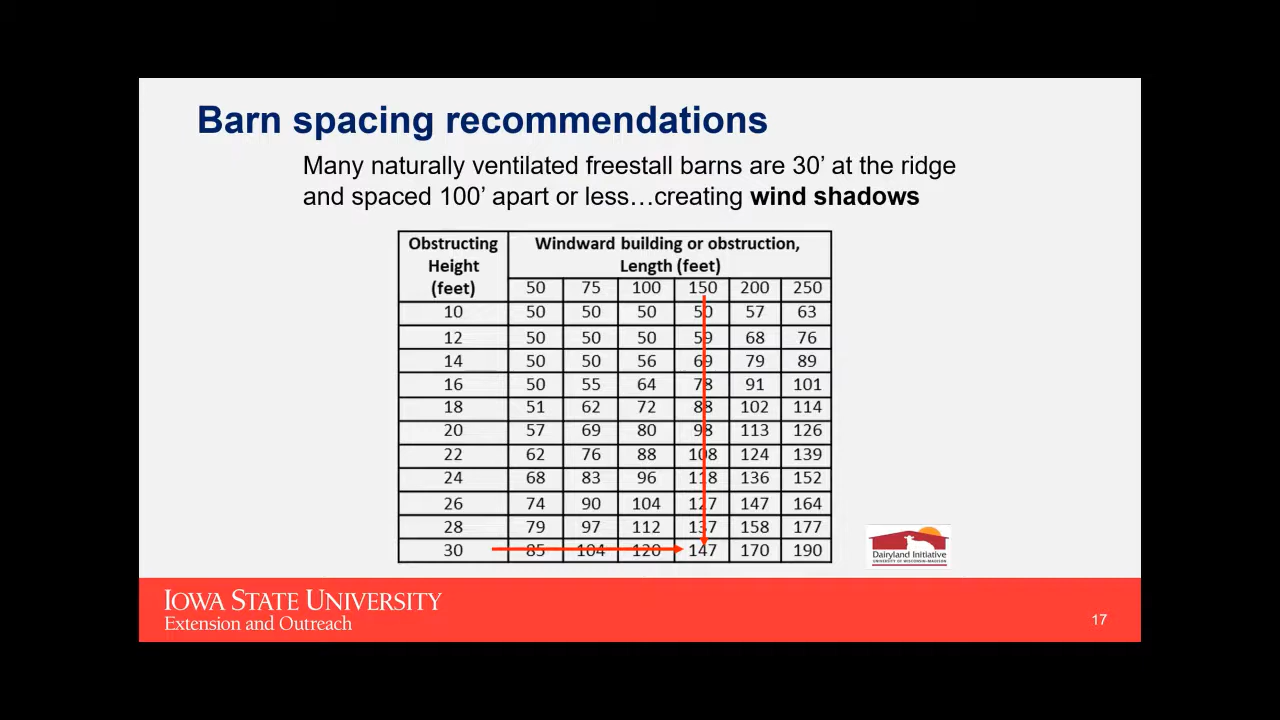 Barn spacing recommendations
Many naturally ventilated freestall barns are 30’ at the ridge
and spaced 100’ apart or less…creating wind shadows
Obstructing Height (feet) Windward building or obstruction, Length (feet)
50 75 100 150 200 250
10 50 50 50 50 57 63
12 50 50 50 59 68 76
14 50 50 56 69 79 89
16 50 55 64 78 91 101
18 51 62 72 88 102 114
20 57 69 80 98 113 126
22 62 76 88 108 124 139
24 68 83 96 118 136 152
26 74 90 104 127 147 164
28 79 97 112 137 158 177
30 85 104 120 147 170 190
Dairyland Initiative
UNIVERSITY OF WISCONSIN-MADISON
IOWA STATE UNIVERSITY
Extension and Outreach
17